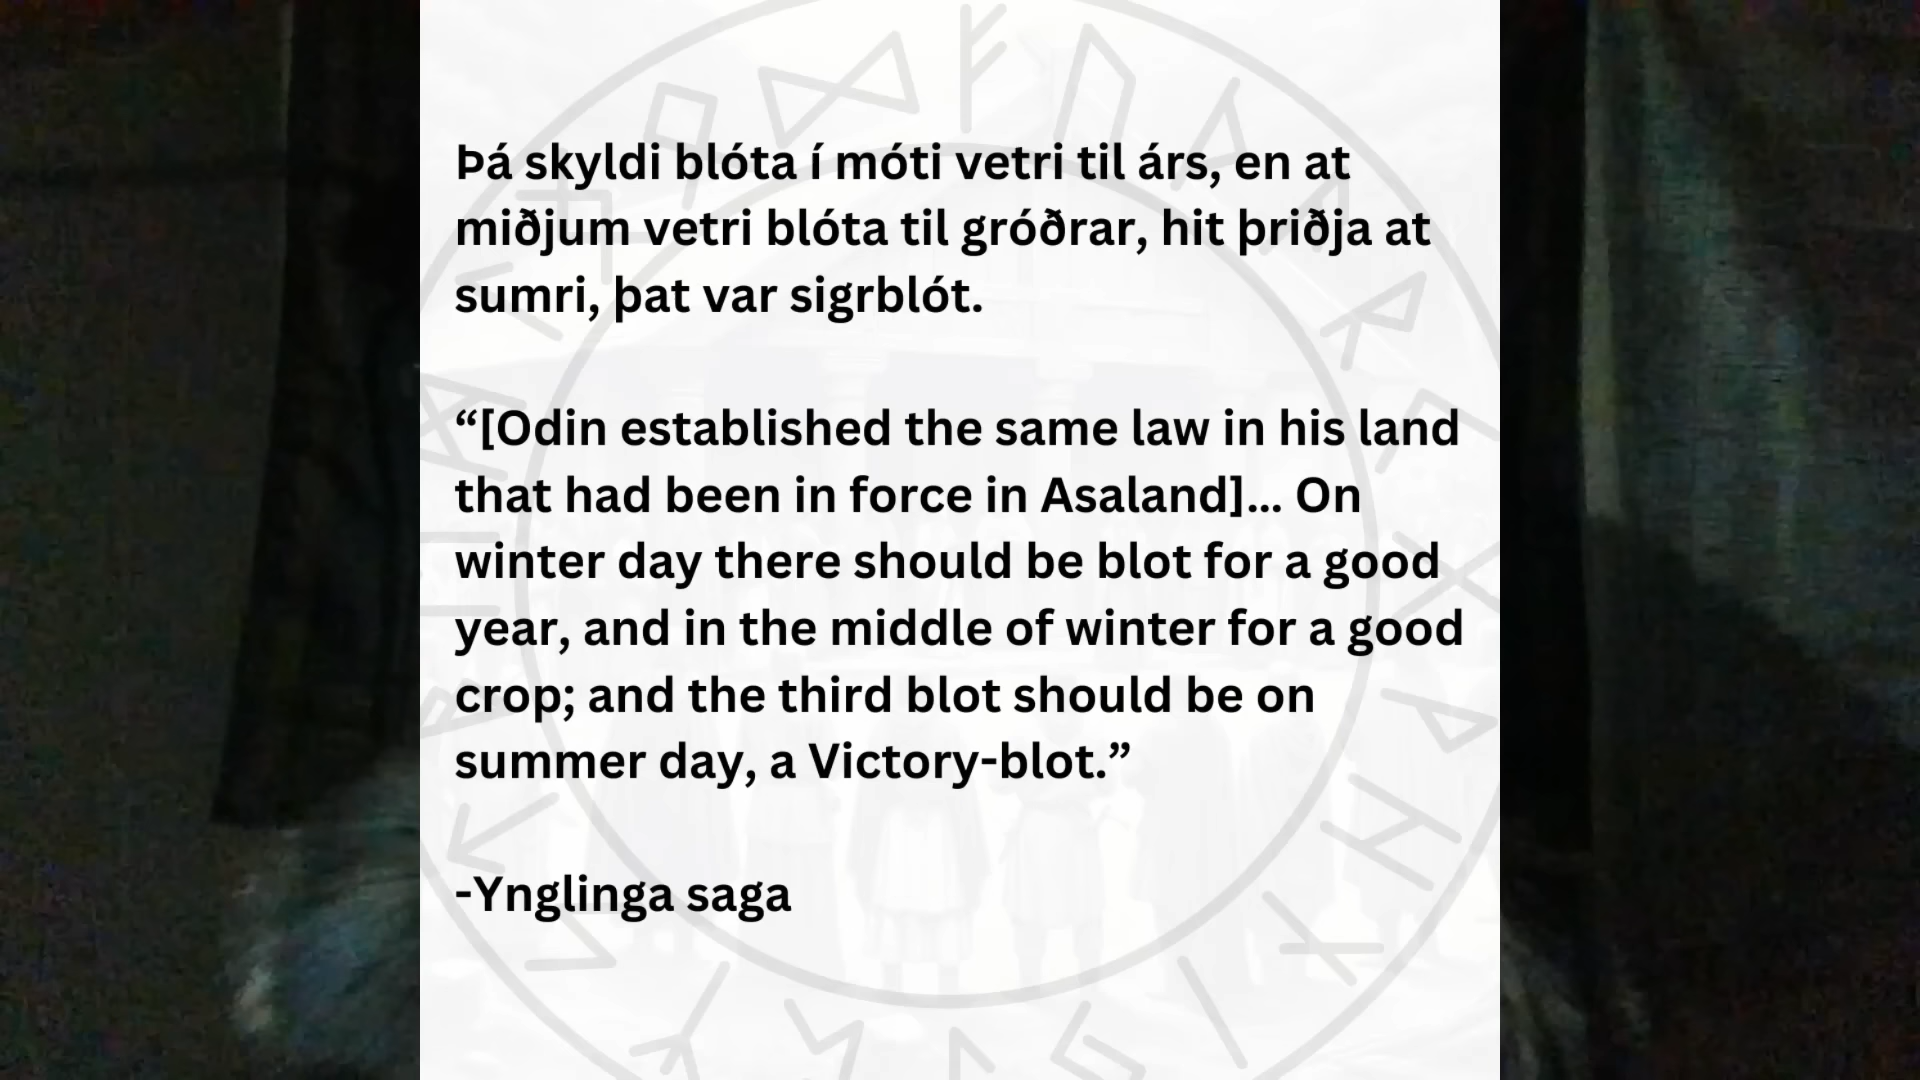 Þá skyldi blóta í móti vetri til árs, en at
miðjum vetri blóta til gróðrar, hit þriðja at
sumri, þat var sigrblót.
“[Odin established the same law in his land
that had been in force in Asaland]... On
winter day there should be blot for a good
year, and in the middle of winter for a good
crop; and the third blot should be on
summer day, a Victory-blot.”
-Ynglinga saga